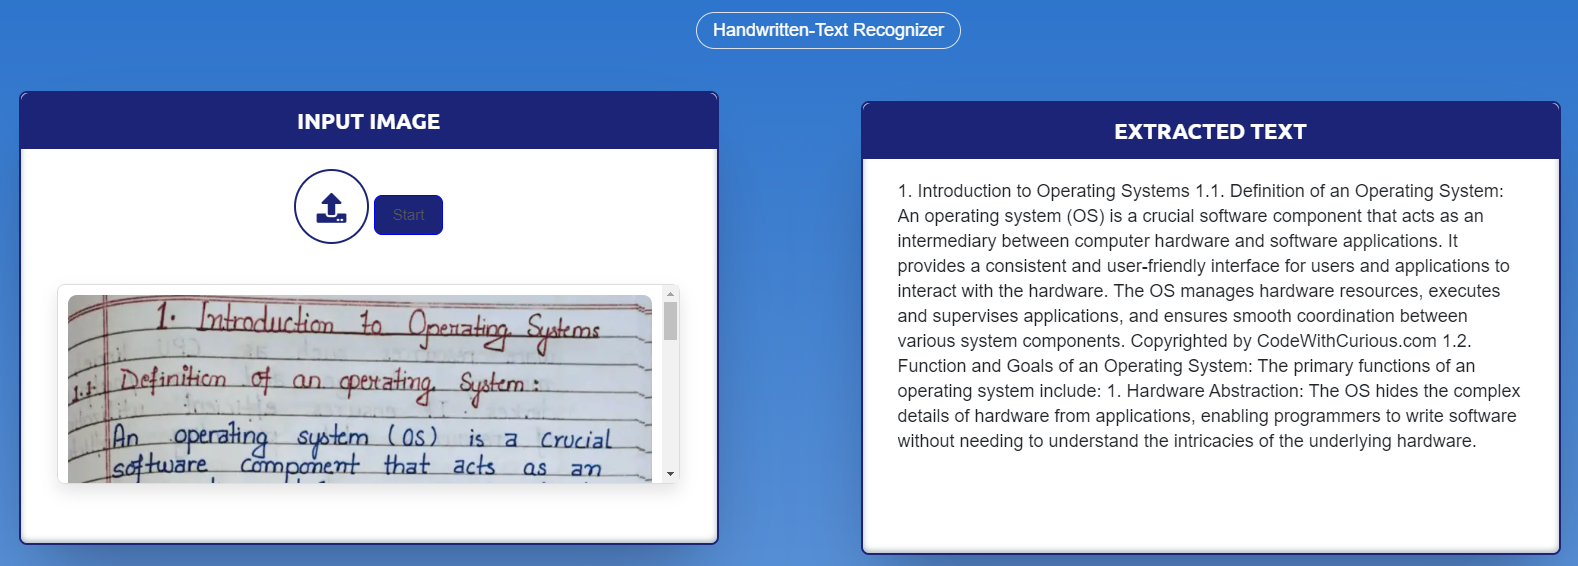 Handwritten-Text Recognizer
INPUT IMAGE
Start
1. Introduction to Operating Systems
1.1. Definition of an operating System:
An operating system (OS) is a crucial
software component that acts as an
EXTRACTED TEXT
1. Introduction to Operating Systems 1.1. Definition of an Operating System:
An operating system (OS) is a crucial software component that acts as an
intermediary between computer hardware and software applications. It
provides a consistent and user-friendly interface for users and applications to
interact with the hardware. The OS manages hardware resources, executes
and supervises applications, and ensures smooth coordination between
various system components. Copyrighted by CodeWithCurious.com 1.2.
Function and Goals of an Operating System: The primary functions of an
operating system include: 1. Hardware Abstraction: The OS hides the complex
details of hardware from applications, enabling programmers to write software
without needing to understand the intricacies of the underlying hardware.